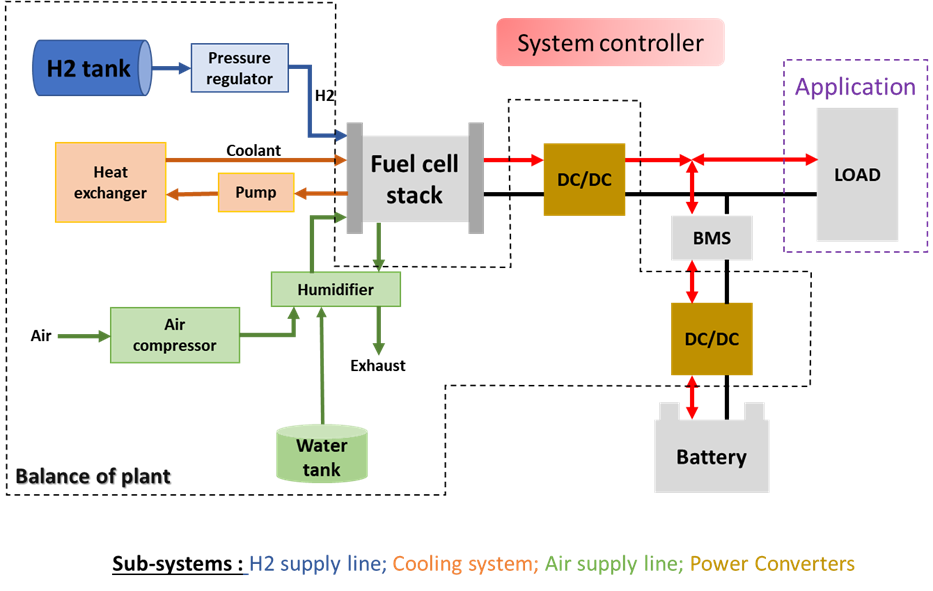 System controller
H2 tank
Pressure
regulator
H2
Application
Coolant
Heat
exchanger
Pump
Fuel cell
stack
DC/DC
LOAD
BMS
Humidifier
Air
Air
compressor
Exhaust
DC/DC
Water
tank
Battery
Balance of plant
Sub-systems : H2 supply line; Cooling system; Air supply line; Power Converters